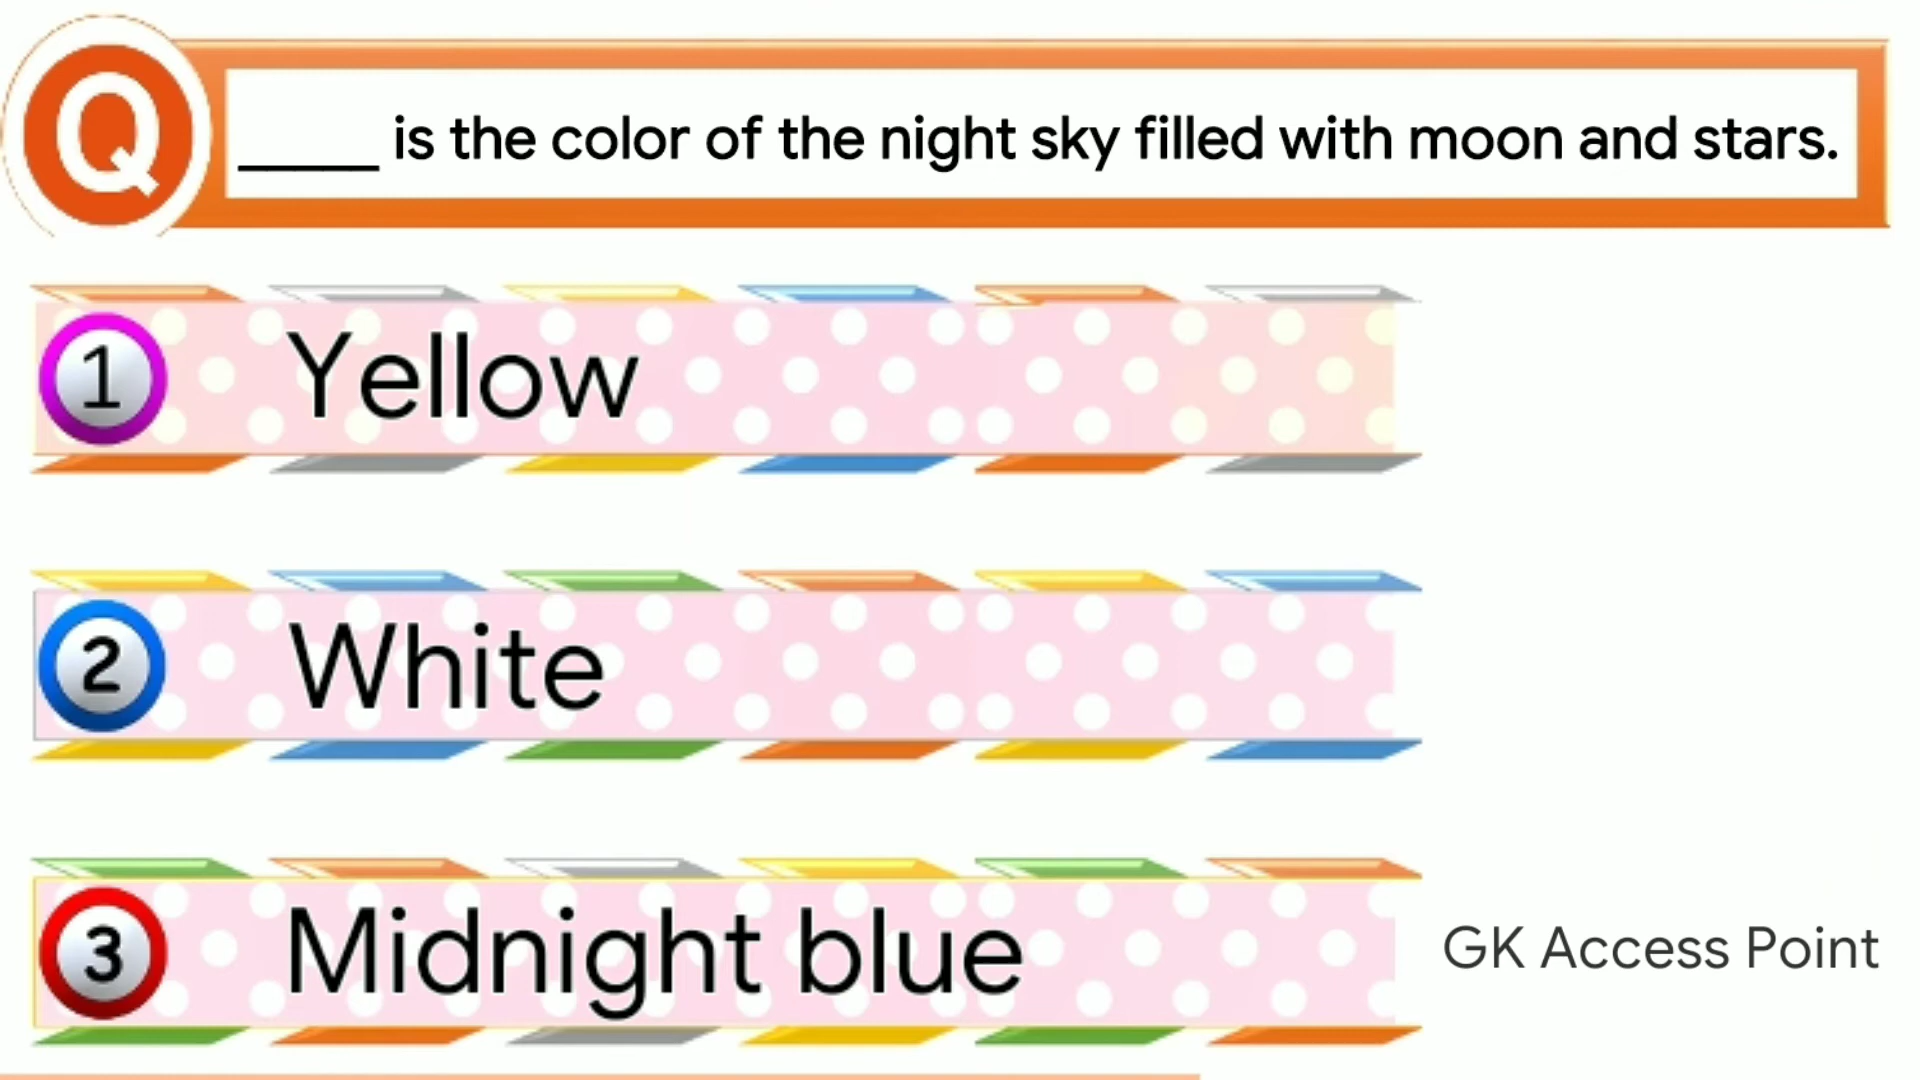 Q
_____ is the color of the night sky filled with moon and stars.
1 Yellow
2 White
3 Midnight blue
GK Access Point